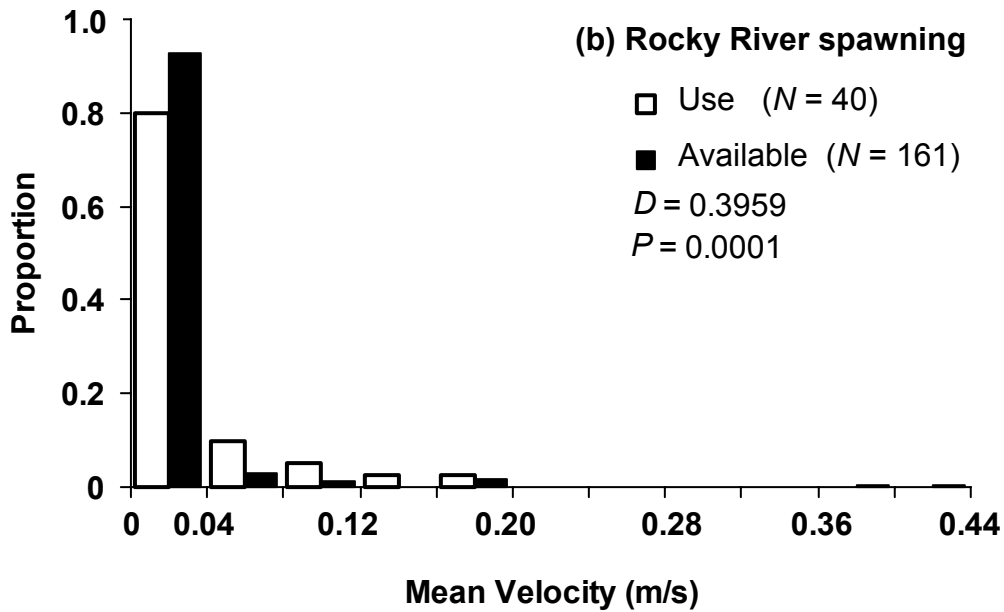 (b) Rocky River spawning
Use (N = 40)
Available (N = 161)
D = 0.3959
P = 0.0001
Proportion
1.0
0.8
0.6
0.4
0.2
0
0 0.04 0.12 0.20 0.28 0.36 0.44
Mean Velocity (m/s)